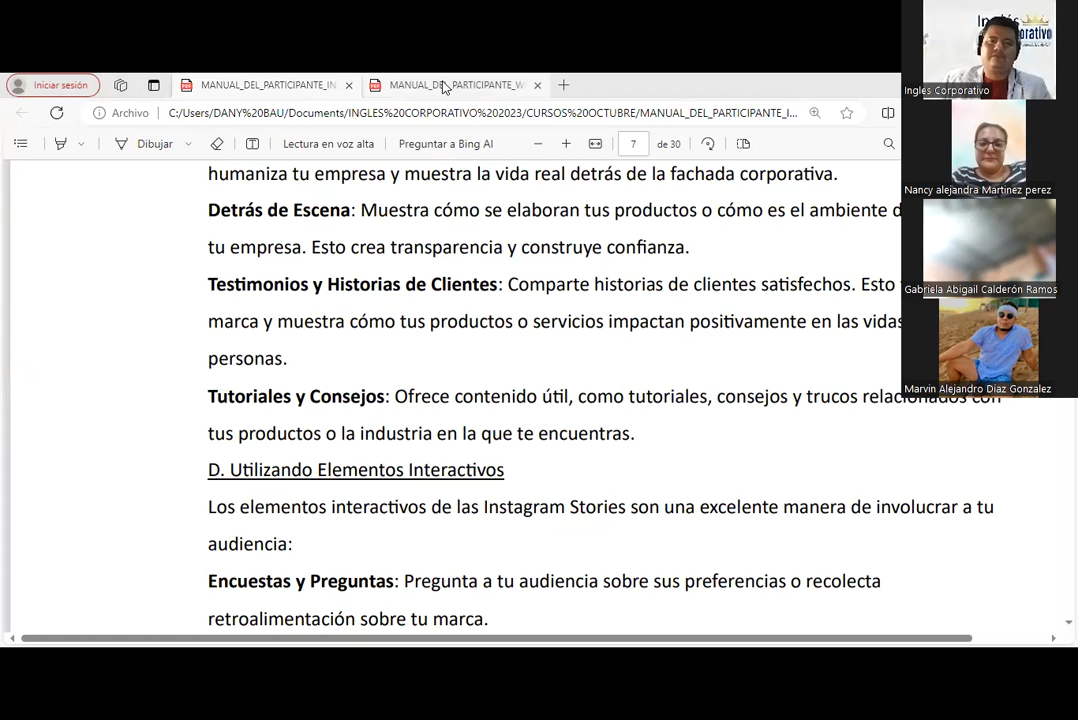 Iniciar sesión
MANUAL_DEL_PARTICIPANTE_IN
MANUAL_DEL_PARTICIPANTE_W
Archivo
C:/Users/DANY%20BAU/Documents/INGLES%20CORPORATIVO%202023/CURSOS%20OCTUBRE/MANUAL_DEL_PARTICIPANTE_I...
Dibujar
Lectura en voz alta
Preguntar a Bing AI
7
de 30
humaniza tu empresa y muestra la vida real detrás de la fachada corporativa.
Detrás de Escena: Muestra cómo se elaboran tus productos o cómo es el ambiente
tu empresa. Esto crea transparencia y construye confianza.
Testimonios y Historias de Clientes: Comparte historias de clientes satisfechos. Esto
marca y muestra cómo tus productos o servicios impactan positivamente en las vidas
personas.
Tutoriales y Consejos: Ofrece contenido útil, como tutoriales, consejos y trucos relacionados con
tus productos o la industria en la que te encuentras.
D. Utilizando Elementos Interactivos
Los elementos interactivos de las Instagram Stories son una excelente manera de involucrar a tu
audiencia:
Encuestas y Preguntas: Pregunta a tu audiencia sobre sus preferencias o recolecta
retroalimentación sobre tu marca.
Ingles Corporativo
Nancy alejandra Martinez perez
Gabriela Abigail Calderón Ramos
Marvin Alejandro Diaz Gonzalez